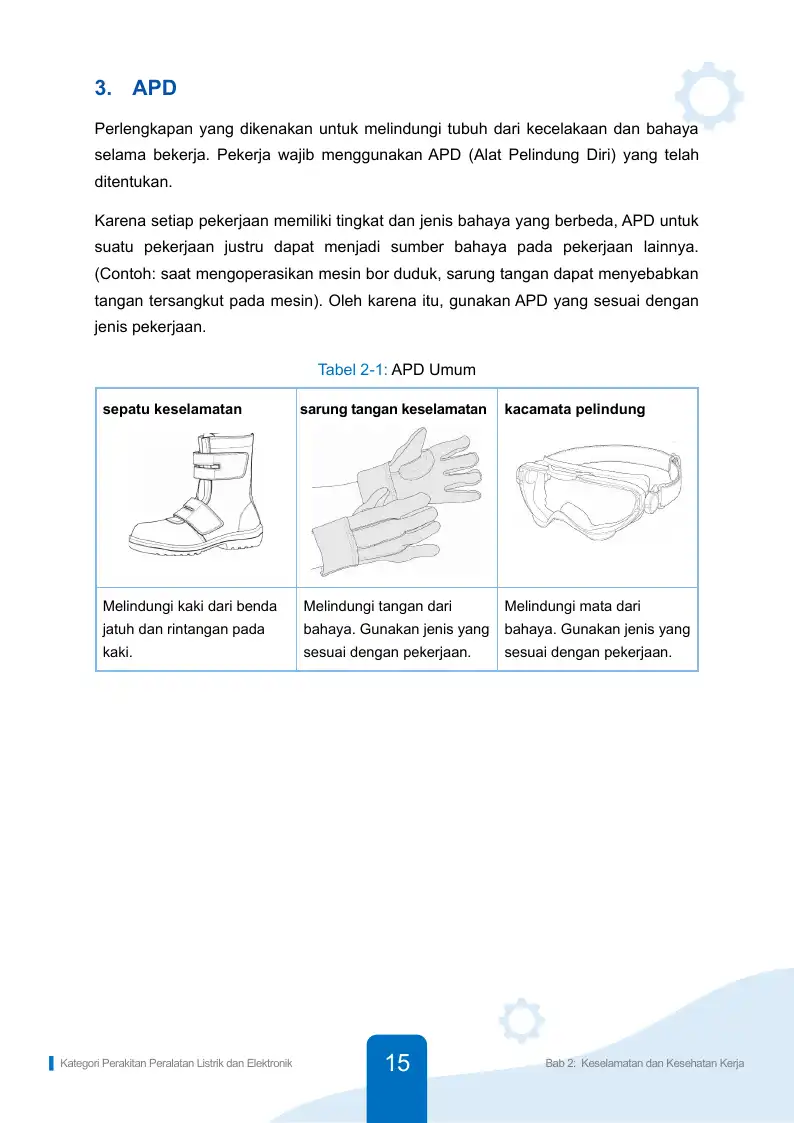 3. APD
Perlengkapan yang dikenakan untuk melindungi tubuh dari kecelakaan dan bahaya
selama bekerja. Pekerja wajib menggunakan APD (Alat Pelindung Diri) yang telah
ditentukan.
Karena setiap pekerjaan memiliki tingkat dan jenis bahaya yang berbeda, APD untuk
suatu pekerjaan justru dapat menjadi sumber bahaya pada pekerjaan lainnya.
(Contoh: saat mengoperasikan mesin bor duduk, sarung tangan dapat menyebabkan
tangan tersangkut pada mesin). Oleh karena itu, gunakan APD yang sesuai dengan
jenis pekerjaan.
Tabel 2-1: APD Umum
sepatu keselamatan
sarung tangan keselamatan
kacamata pelindung
Melindungi kaki dari benda
jatuh dan rintangan pada
kaki.
Melindungi tangan dari
bahaya. Gunakan jenis yang
sesuai dengan pekerjaan.
Melindungi mata dari
bahaya. Gunakan jenis yang
sesuai dengan pekerjaan.
Kategori Perakitan Peralatan Listrik dan Elektronik
15
Bab 2: Keselamatan dan Kesehatan Kerja